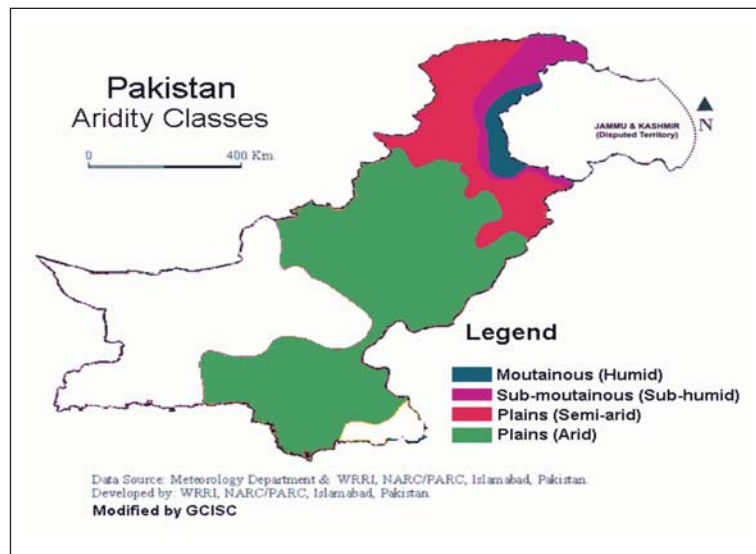 Pakistan
Aridity Classes
0 400 Km.
JAMMU & KASHMIR
(Disputed Territory)
N
Legend
Moutainous (Humid)
Sub-moutainous (Sub-humid)
Plains (Semi-arid)
Plains (Arid)
Data Source: Meteorology Department & WRRI, NARC/PARC, Islamabad, Pakistan.
Developed by: WRRI, NARC/PARC, Islamabad, Pakistan.
Modified by GCISC